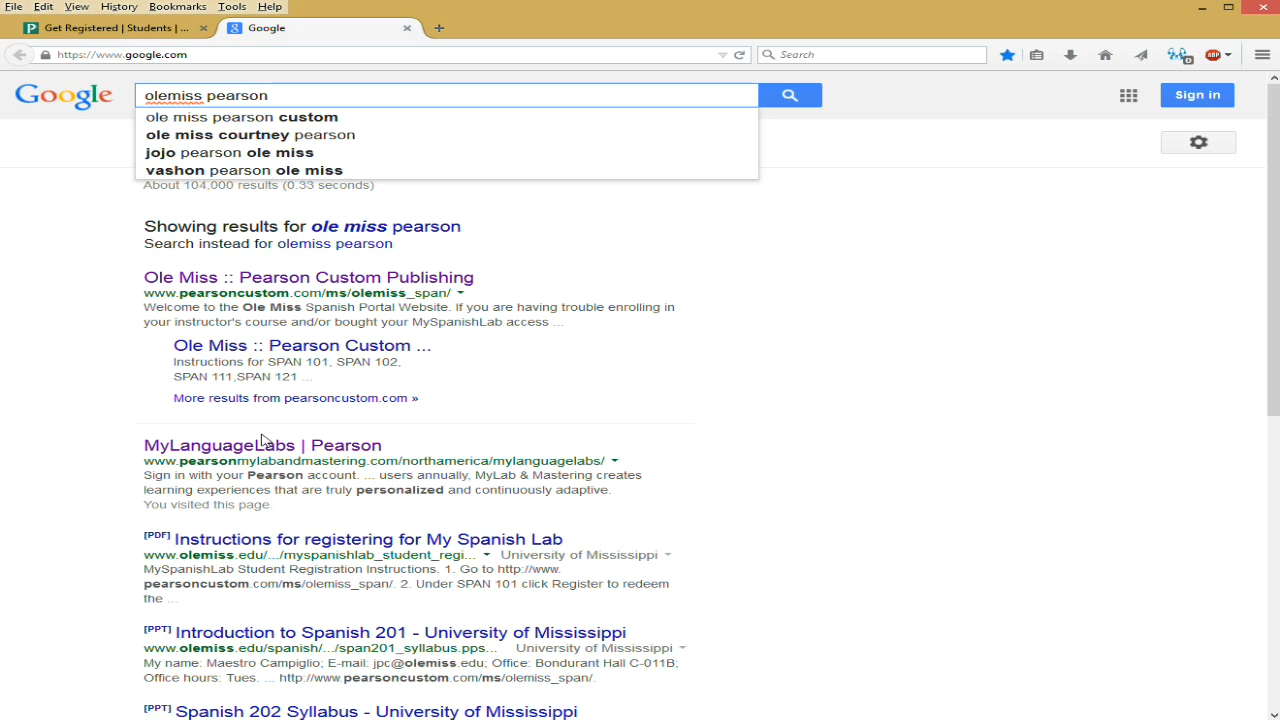 File Edit View History Bookmarks Tools Help
Get Registered | Students | ... Google
https://www.google.com Search
Google olemiss pearson Sign in
ole miss pearson custom
ole miss courtney pearson
jojo pearson ole miss
vashon pearson ole miss
About 104,000 results (0.33 seconds)
Showing results for ole miss pearson
Search instead for olemiss pearson
Ole Miss :: Pearson Custom Publishing
www.pearsoncustom.com/ms/olemiss_span/
Welcome to the Ole Miss Spanish Portal Website. If you are having trouble enrolling in
your instructor's course and/or bought your MySpanishLab access ...
Ole Miss :: Pearson Custom ...
Instructions for SPAN 101, SPAN 102,
SPAN 111,SPAN 121 ...
More results from pearsoncustom.com »
MyLanguageLabs | Pearson
www.pearsonmylabandmastering.com/northamerica/mylanguagelabs/
Sign in with your Pearson account. ... users annually, MyLab & Mastering creates
learning experiences that are truly personalized and continuously adaptive.
You visited this page.
[PDF] Instructions for registering for My Spanish Lab
www.olemiss.edu/.../myspanishlab_student_regi... University of Mississippi
MySpanishLab Student Registration Instructions. 1. Go to http://www.
pearsoncustom.com/ms/olemiss_span/. 2. Under SPAN 101 click Register to redeem
the ...
[PPT] Introduction to Spanish 201 - University of Mississippi
www.olemiss.edu/spanish/.../span201_syllabus.pps... University of Mississippi
My name: Maestro Campiglio; E-mail: jpc@olemiss.edu; Office: Bondurant Hall C-011B;
Office hours: Tues. ... http://www.pearsoncustom.com/ms/olemiss_span/.
[PPT] Spanish 202 Syllabus - University of Mississippi